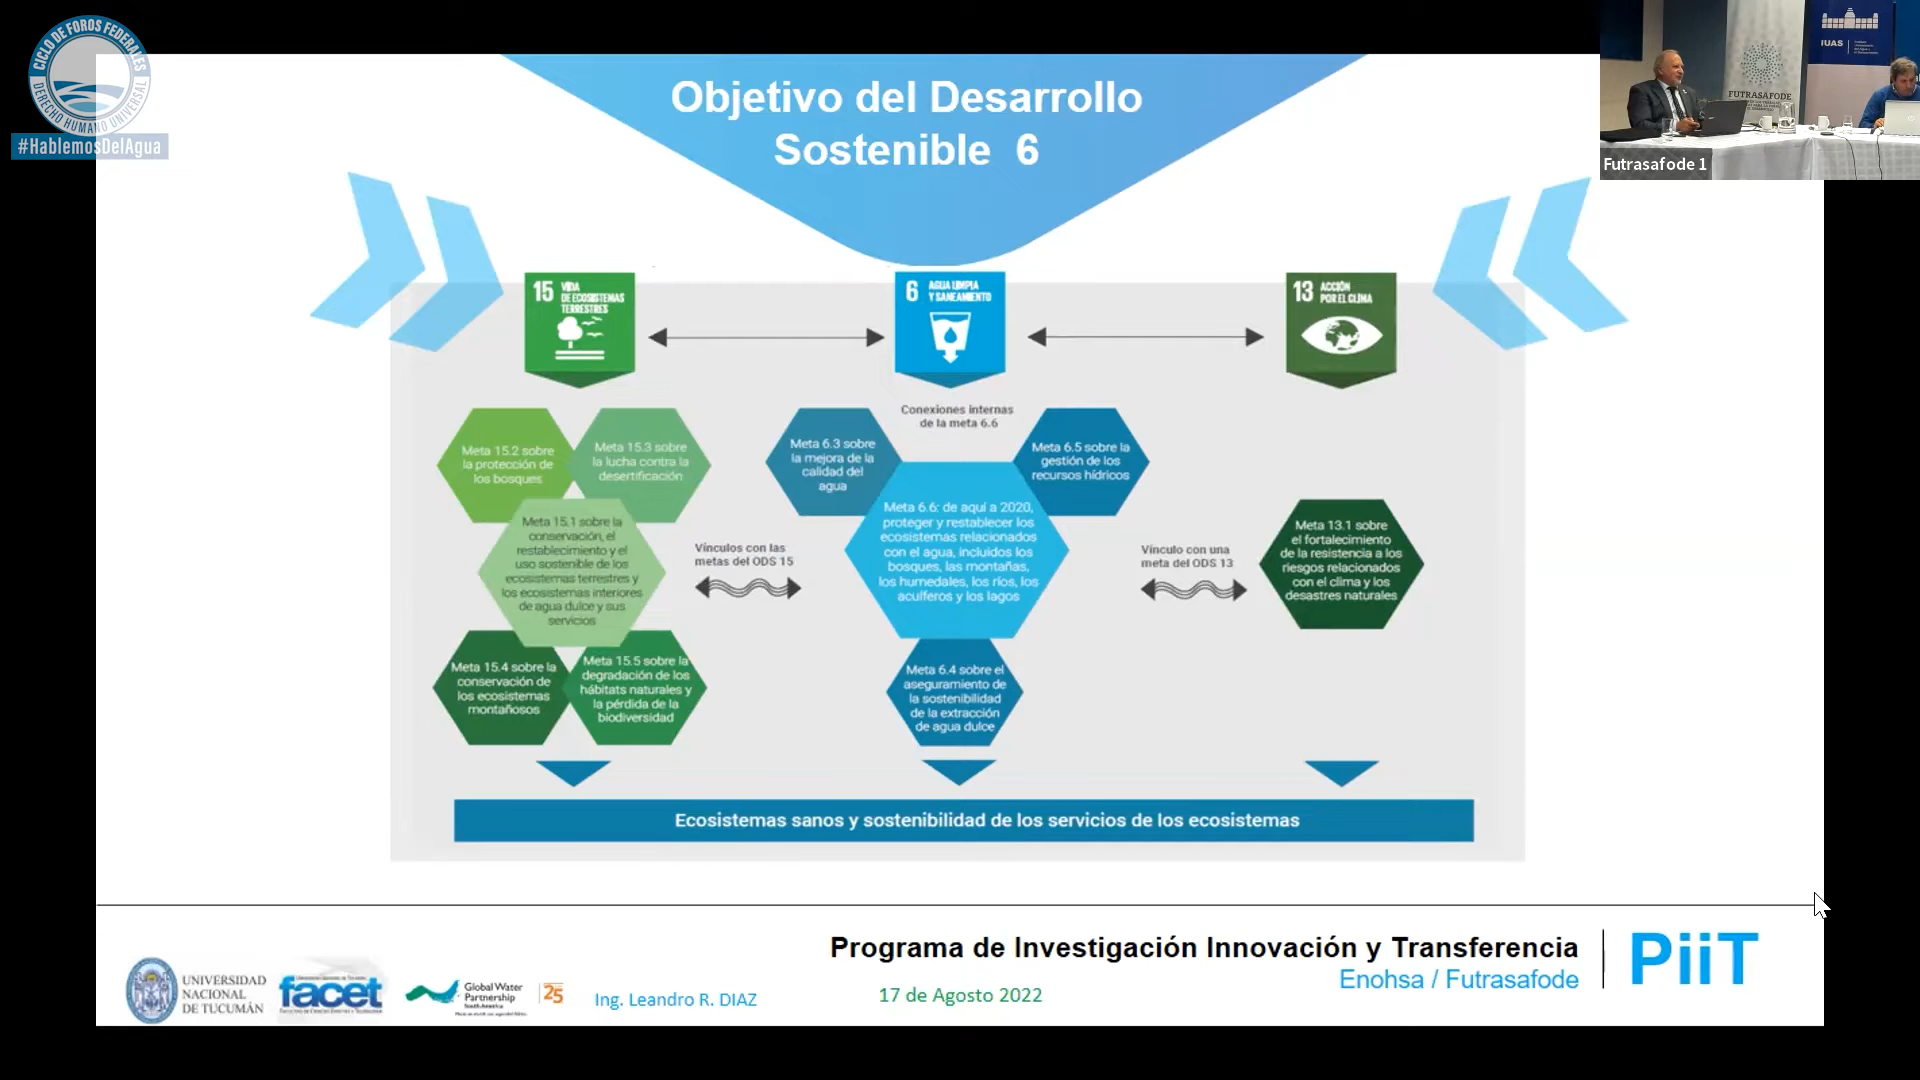 CICLO DE FOROS FEDERALES
DERECHO HUMANO UNIVERSAL
#HablemosDelAgua
Objetivo del Desarrollo
Sostenible 6
IUAS
FUTRASAFODE
Futrasafode 1
15 VIDA
DE ECOSISTEMAS
TERRESTRES
6 AGUA LIMPIA
Y SANEAMIENTO
13 ACCIÓN
POR EL CLIMA
Conexiones internas
de la meta 6.6
Meta 15.2 sobre
la protección de
los bosques
Meta 15.3 sobre
la lucha contra la
desertificación
Meta 15.1 sobre la
conservación, el
restablecimiento y el
uso sostenible de los
ecosistemas terrestres y
los ecosistemas interiores
de agua dulce y sus
servicios
Meta 15.4 sobre la
conservación de
los ecosistemas
montañosos
Meta 15.5 sobre la
degradación de los
hábitats naturales y
la pérdida de la
biodiversidad
Vínculos con las
metas del ODS 15
Meta 6.3 sobre
la mejora de la
calidad del
agua
Meta 6.5 sobre la
gestión de los
recursos hídricos
Meta 6.6: de aquí a 2020,
proteger y restablecer los
ecosistemas relacionados
con el agua, incluidos los
bosques, las montañas,
los humedales, los ríos, los
acuíferos y los lagos
Meta 6.4 sobre el
aseguramiento de
la sostenibilidad
de la extracción
de agua dulce
Vínculo con una
meta del ODS 13
Meta 13.1 sobre
el fortalecimiento
de la resistencia a los
riesgos relacionados
con el clima y los
desastres naturales
Ecosistemas sanos y sostenibilidad de los servicios de los ecosistemas
UNIVERSIDAD
NACIONAL
DE TUCUMÁN
facet
Global Water
Partnership
South America
25
Ing. Leandro R. DIAZ
17 de Agosto 2022
Programa de Investigación Innovación y Transferencia
Enohsa / Futrasafode
PiiT